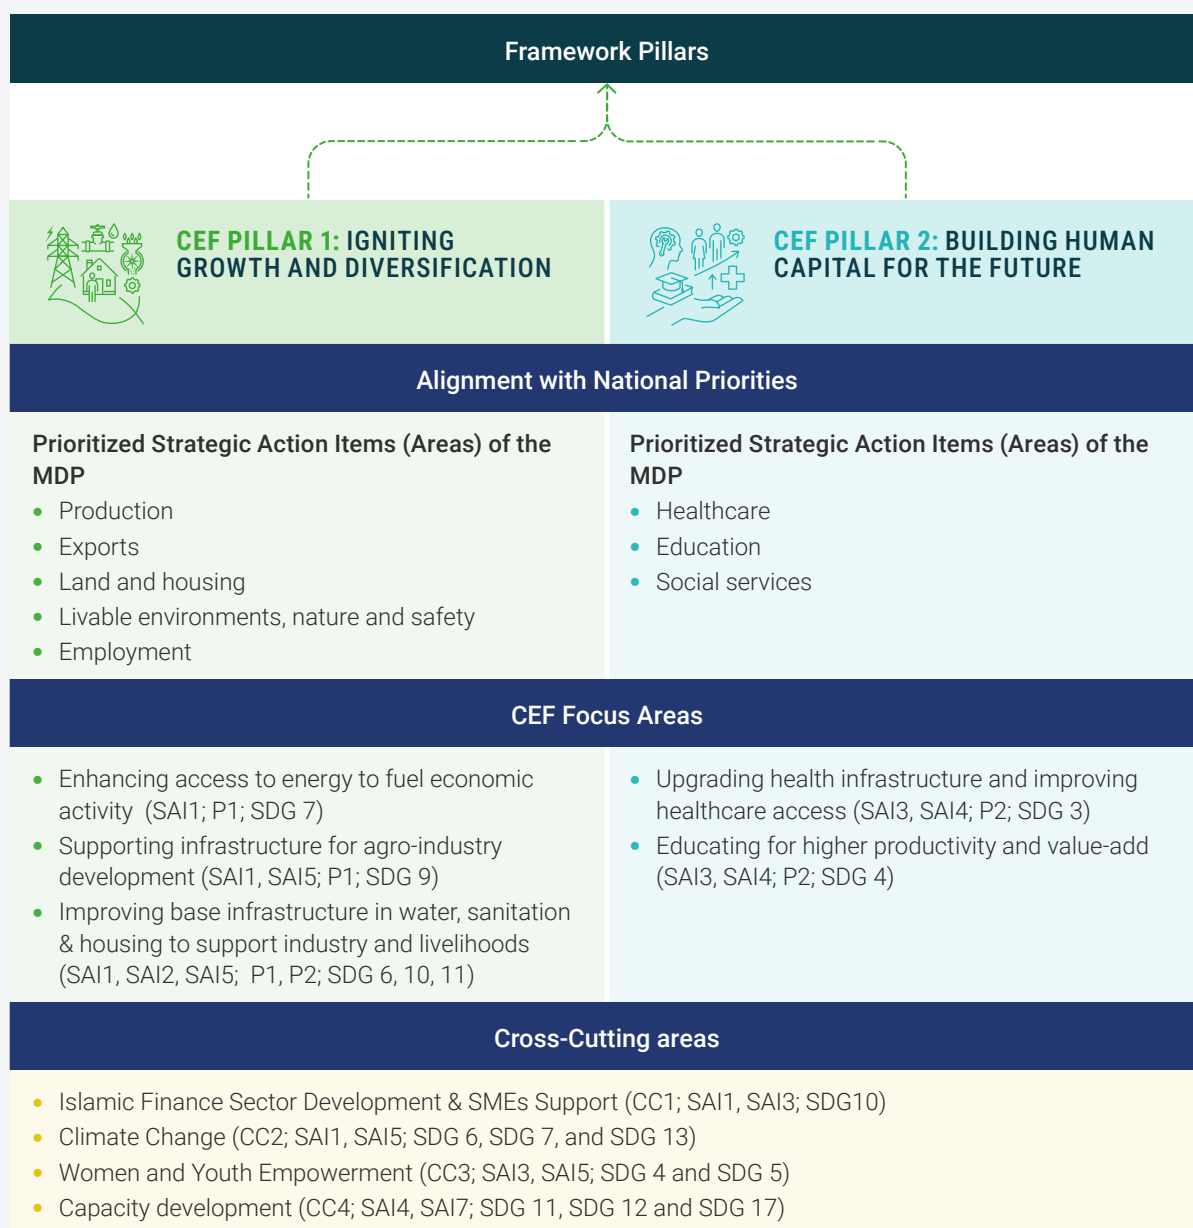 Framework Pillars
CEF PILLAR 1: IGNITING
GROWTH AND DIVERSIFICATION
CEF PILLAR 2: BUILDING HUMAN
CAPITAL FOR THE FUTURE
Alignment with National Priorities
Prioritized Strategic Action Items (Areas) of the
MDP
• Production
• Exports
• Land and housing
• Livable environments, nature and safety
• Employment
Prioritized Strategic Action Items (Areas) of the
MDP
• Healthcare
• Education
• Social services
CEF Focus Areas
• Enhancing access to energy to fuel economic
activity (SAI1; P1; SDG 7)
• Supporting infrastructure for agro-industry
development (SAI1, SAI5; P1; SDG 9)
• Improving base infrastructure in water, sanitation
& housing to support industry and livelihoods
(SAI1, SAI2, SAI5; P1, P2; SDG 6, 10, 11)
• Upgrading health infrastructure and improving
healthcare access (SAI3, SAI4; P2; SDG 3)
• Educating for higher productivity and value-add
(SAI3, SAI4; P2; SDG 4)
Cross-Cutting areas
• Islamic Finance Sector Development & SMEs Support (CC1; SAI1, SAI3; SDG10)
• Climate Change (CC2; SAI1, SAI5; SDG 6, SDG 7, and SDG 13)
• Women and Youth Empowerment (CC3; SAI3, SAI5; SDG 4 and SDG 5)
• Capacity development (CC4; SAI4, SAI7; SDG 11, SDG 12 and SDG 17)